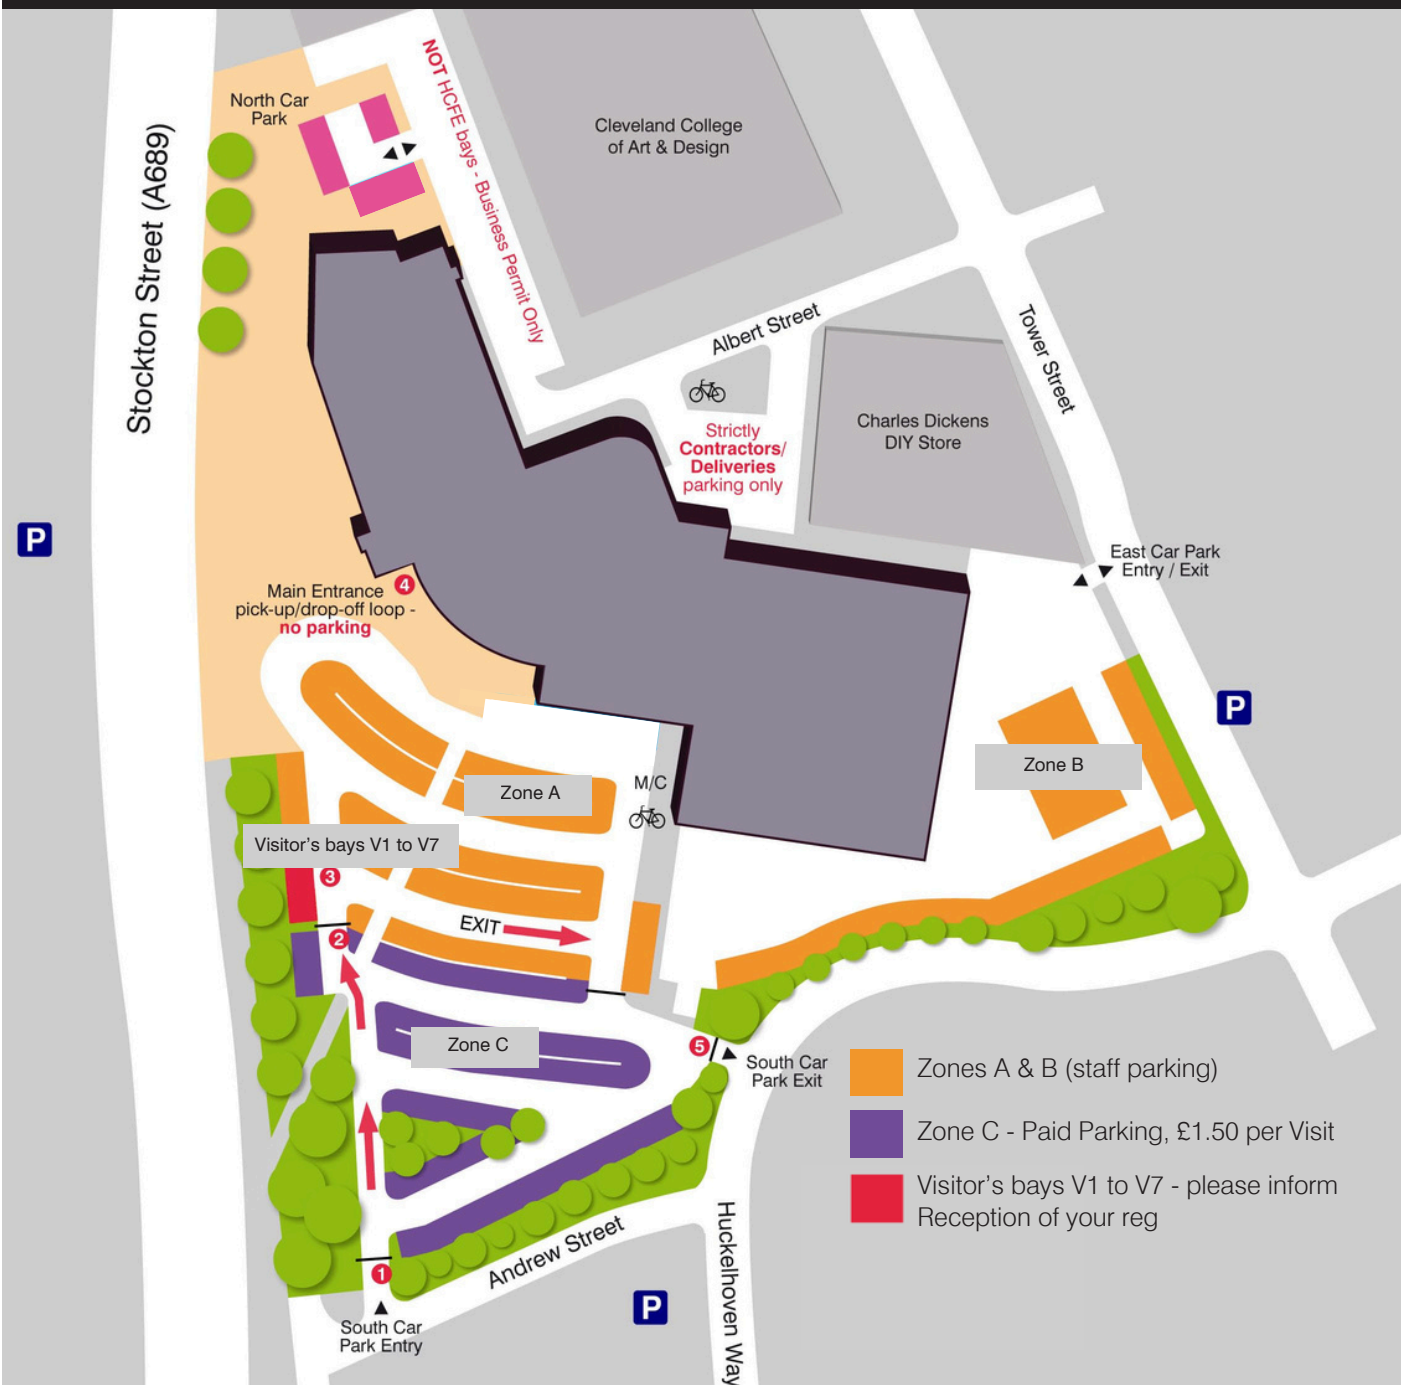 North Car
Park
Stockton Street (A689)
NOT HCFE bays - Business Permit Only
Cleveland College
of Art & Design
Albert Street
Tower Street
Strictly
Contractors/
Deliveries
parking only
Charles Dickens
DIY Store
P
East Car Park
Entry / Exit
Main Entrance
pick-up/drop-off loop -
no parking
4
P
Zone B
Zone A
M/C
Visitor's bays V1 to V7
3
EXIT
2
Zone C
5
South Car
Park Exit
Zones A & B (staff parking)
Zone C - Paid Parking, £1.50 per Visit
Visitor's bays V1 to V7 - please inform
Reception of your reg
Andrew Street
Huckelhoven Way
1
P
South Car
Park Entry